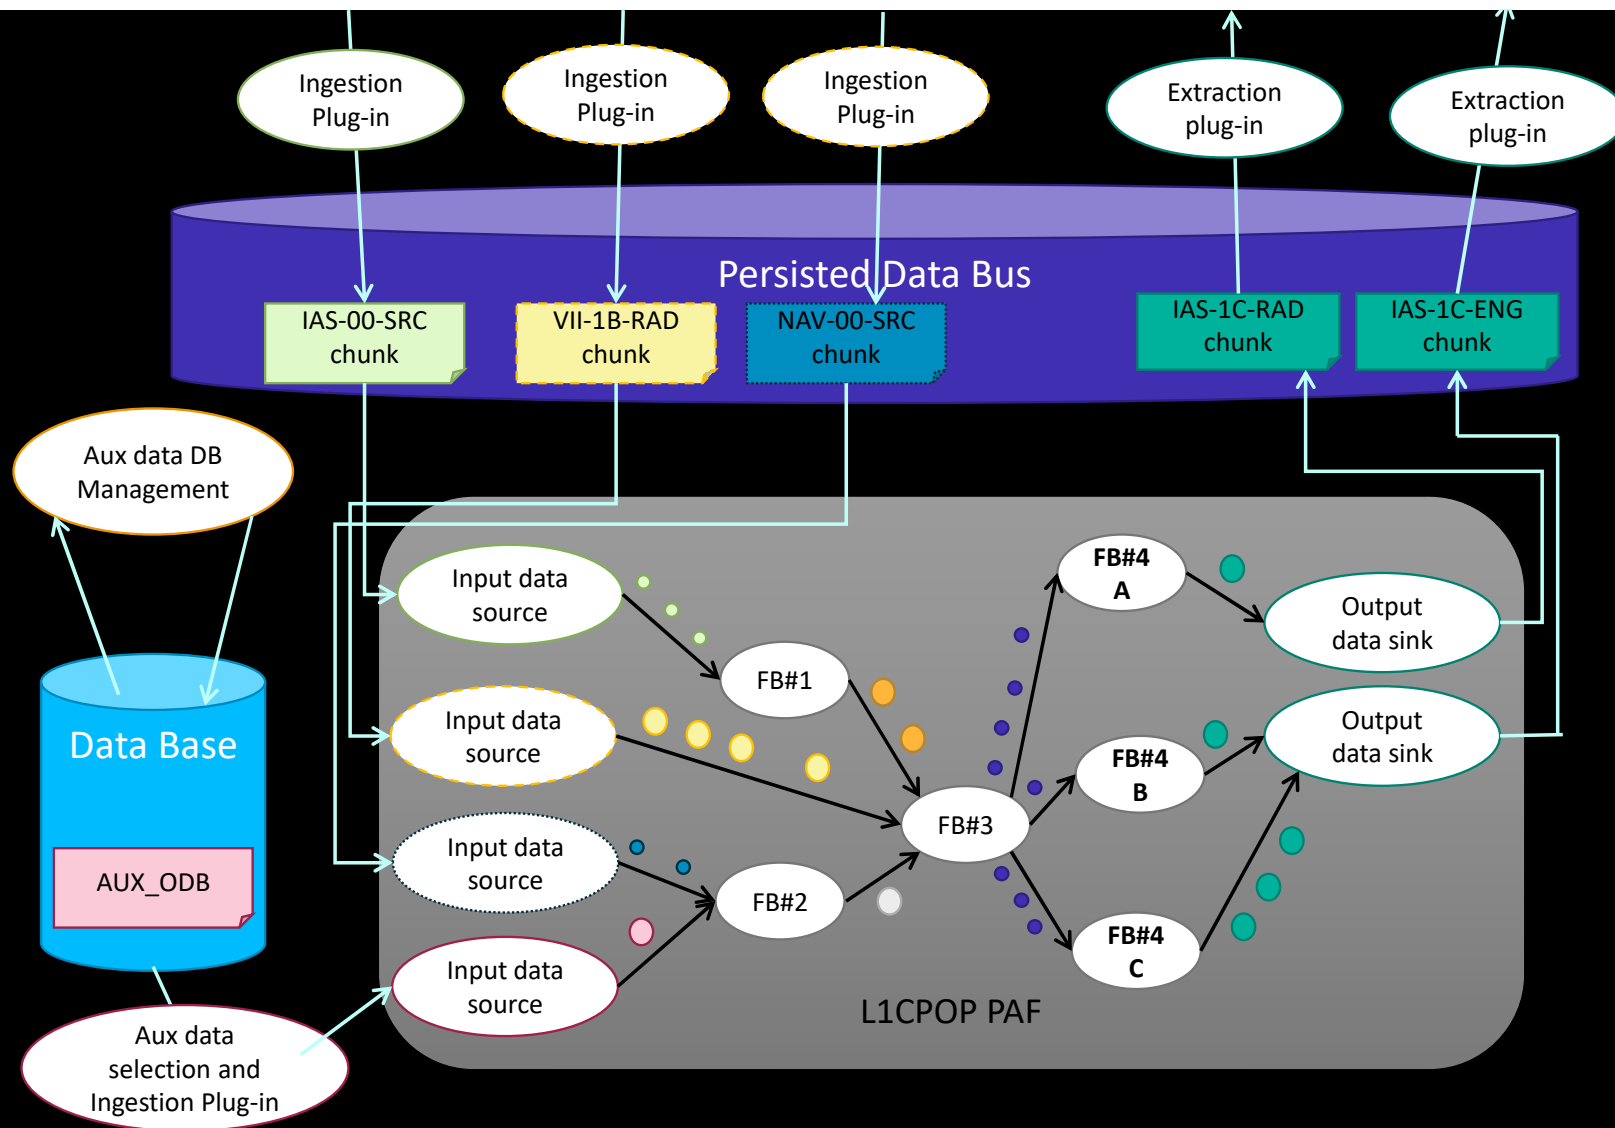 Ingestion
Plug-in
Ingestion
Plug-in
Ingestion
Plug-in
Extraction
plug-in
Extraction
plug-in
Persisted Data Bus
IAS-00-SRC
chunk
VII-1B-RAD
chunk
NAV-00-SRC
chunk
IAS-1C-RAD
chunk
IAS-1C-ENG
chunk
Aux data DB
Management
Data Base
AUX_ODB
Aux data
selection and
Ingestion Plug-in
Input data
source
Input data
source
Input data
source
Input data
source
FB#1
FB#2
FB#3
FB#4
A
FB#4
B
FB#4
C
Output
data sink
Output
data sink
L1CPOP PAF